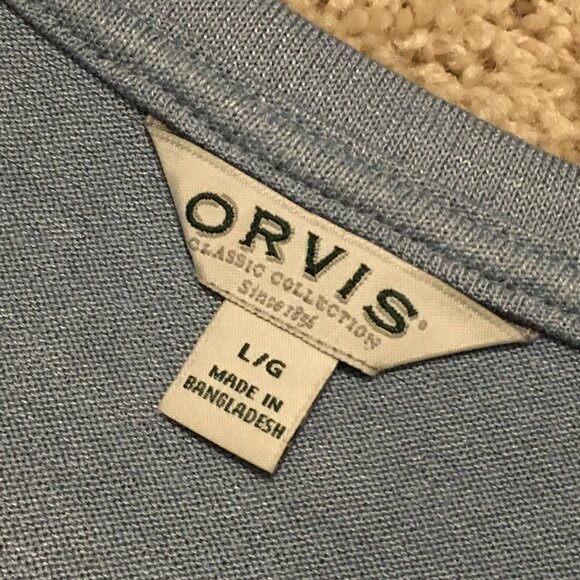 ORVIS®
CLASSIC COLLECTION
Since 1856
L/G
MADE IN
BANGLADESH